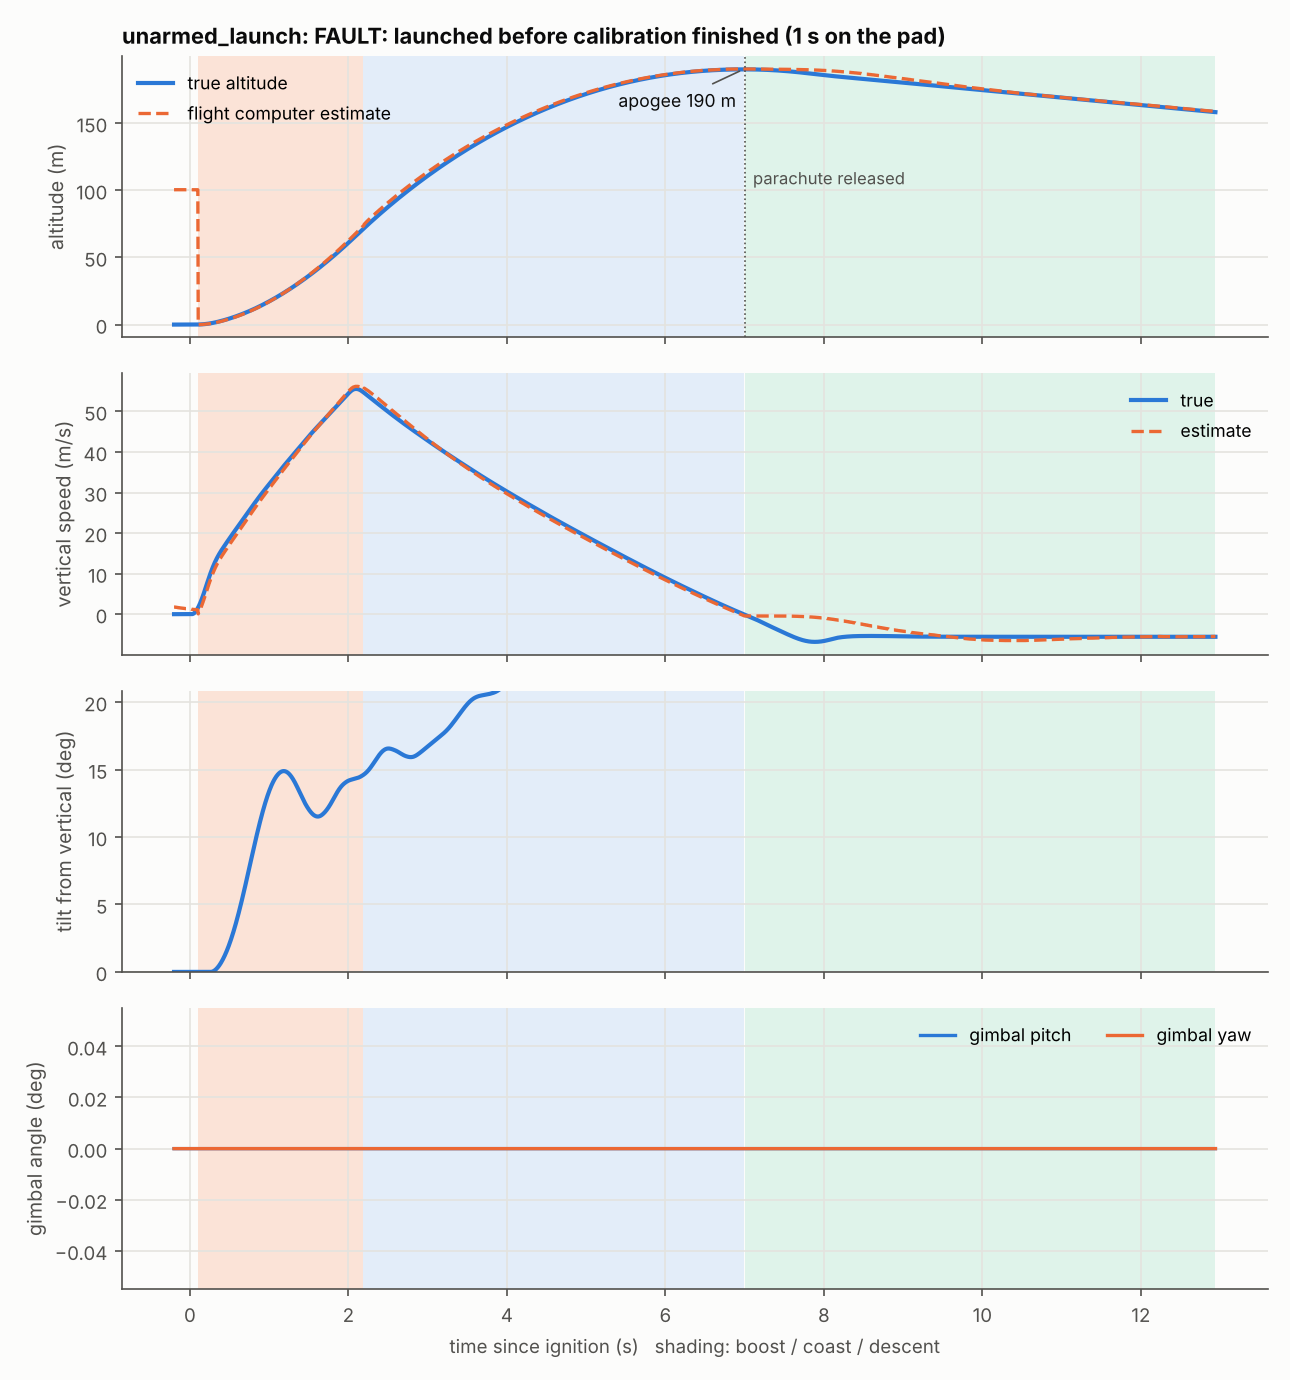 unarmed_launch: FAULT: launched before calibration finished (1 s on the pad)
true altitude
flight computer estimate
apogee 190 m
parachute released
altitude (m)
150
100
50
0
true
estimate
vertical speed (m/s)
50
40
30
20
10
0
tilt from vertical (deg)
20
15
10
5
0
gimbal pitch
gimbal yaw
gimbal angle (deg)
0.04
0.02
0.00
−0.02
−0.04
0 2 4 6 8 10 12
time since ignition (s)   shading: boost / coast / descent